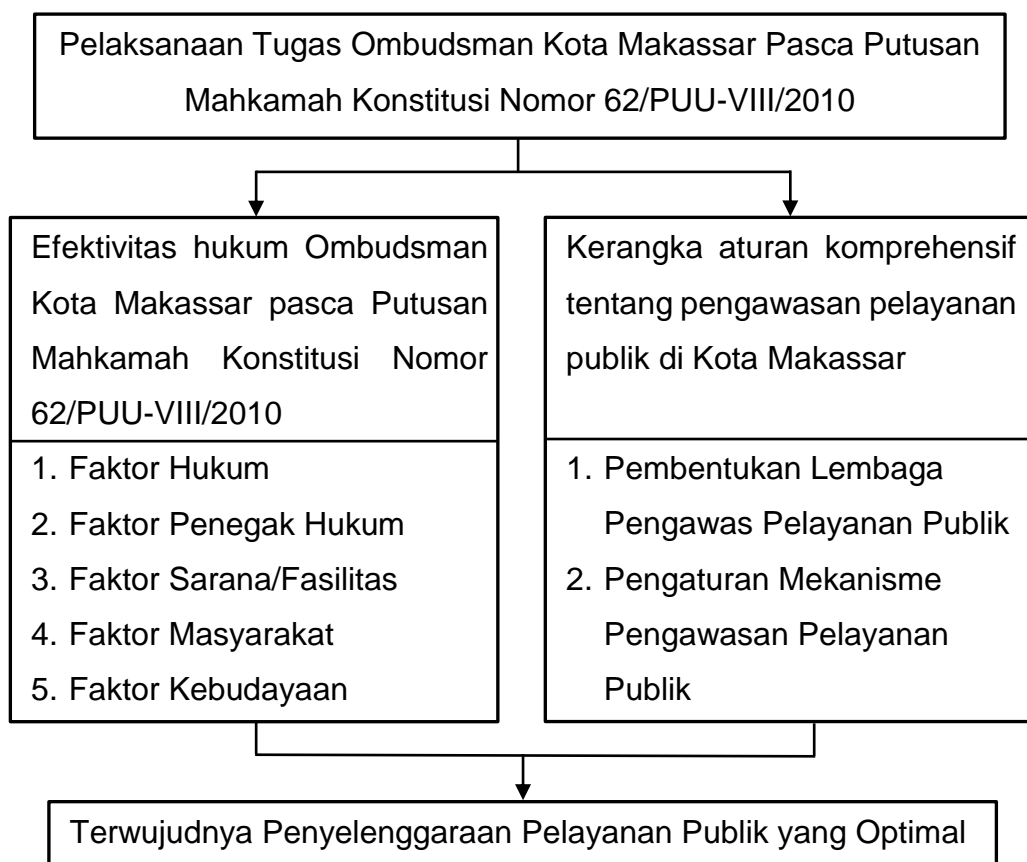 Pelaksanaan Tugas Ombudsman Kota Makassar Pasca Putusan
Mahkamah Konstitusi Nomor 62/PUU-VIII/2010
Efektivitas hukum Ombudsman
Kota Makassar pasca Putusan
Mahkamah Konstitusi Nomor
62/PUU-VIII/2010
1. Faktor Hukum
2. Faktor Penegak Hukum
3. Faktor Sarana/Fasilitas
4. Faktor Masyarakat
5. Faktor Kebudayaan
Kerangka aturan komprehensif
tentang pengawasan pelayanan
publik di Kota Makassar
1. Pembentukan Lembaga
Pengawas Pelayanan Publik
2. Pengaturan Mekanisme
Pengawasan Pelayanan
Publik
Terwujudnya Penyelenggaraan Pelayanan Publik yang Optimal